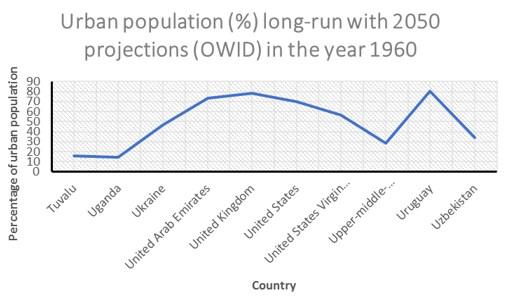 Urban population (%) long-run with 2050
projections (OWID) in the year 1960
Percentage of urban population
90
80
70
60
50
40
30
20
10
0
Tuvalu
Uganda
Ukraine
United Arab Emirates
United Kingdom
United States
United States Virgin...
Upper-middle-...
Uruguay
Uzbekistan
Country